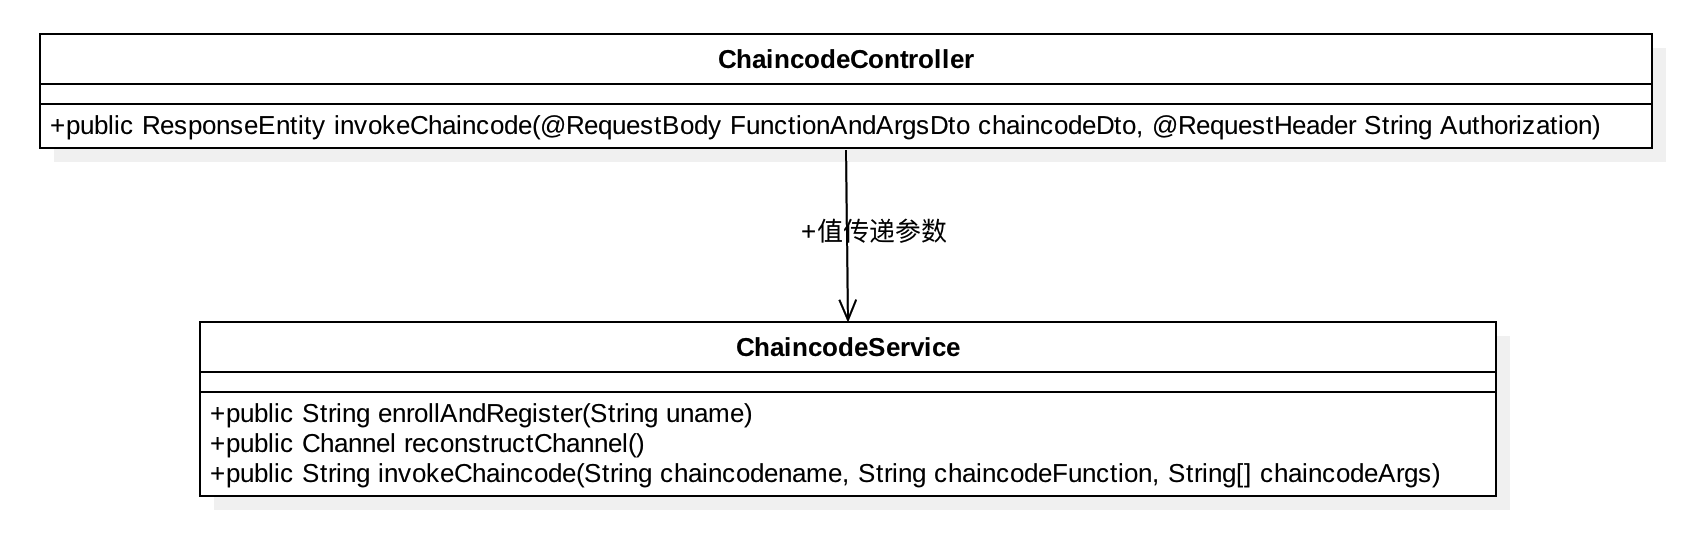 ChaincodeController
+public ResponseEntity invokeChaincode(@RequestBody FunctionAndArgsDto chaincodeDto, @RequestHeader String Authorization)
+值传递参数
ChaincodeService
+public String enrollAndRegister(String uname)
+public Channel reconstructChannel()
+public String invokeChaincode(String chaincodename, String chaincodeFunction, String[] chaincodeArgs)